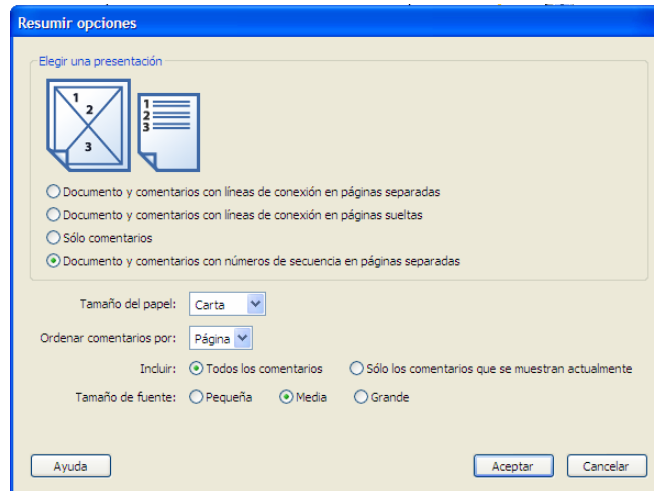 Resumir opciones
Elegir una presentación
1
2
3
1
2
3
Documento y comentarios con líneas de conexión en páginas separadas
Documento y comentarios con líneas de conexión en páginas sueltas
Sólo comentarios
Documento y comentarios con números de secuencia en páginas separadas
Tamaño del papel: Carta
Ordenar comentarios por: Página
Incluir: Todos los comentarios Sólo los comentarios que se muestran actualmente
Tamaño de fuente: Pequeña Media Grande
Ayuda Aceptar Cancelar